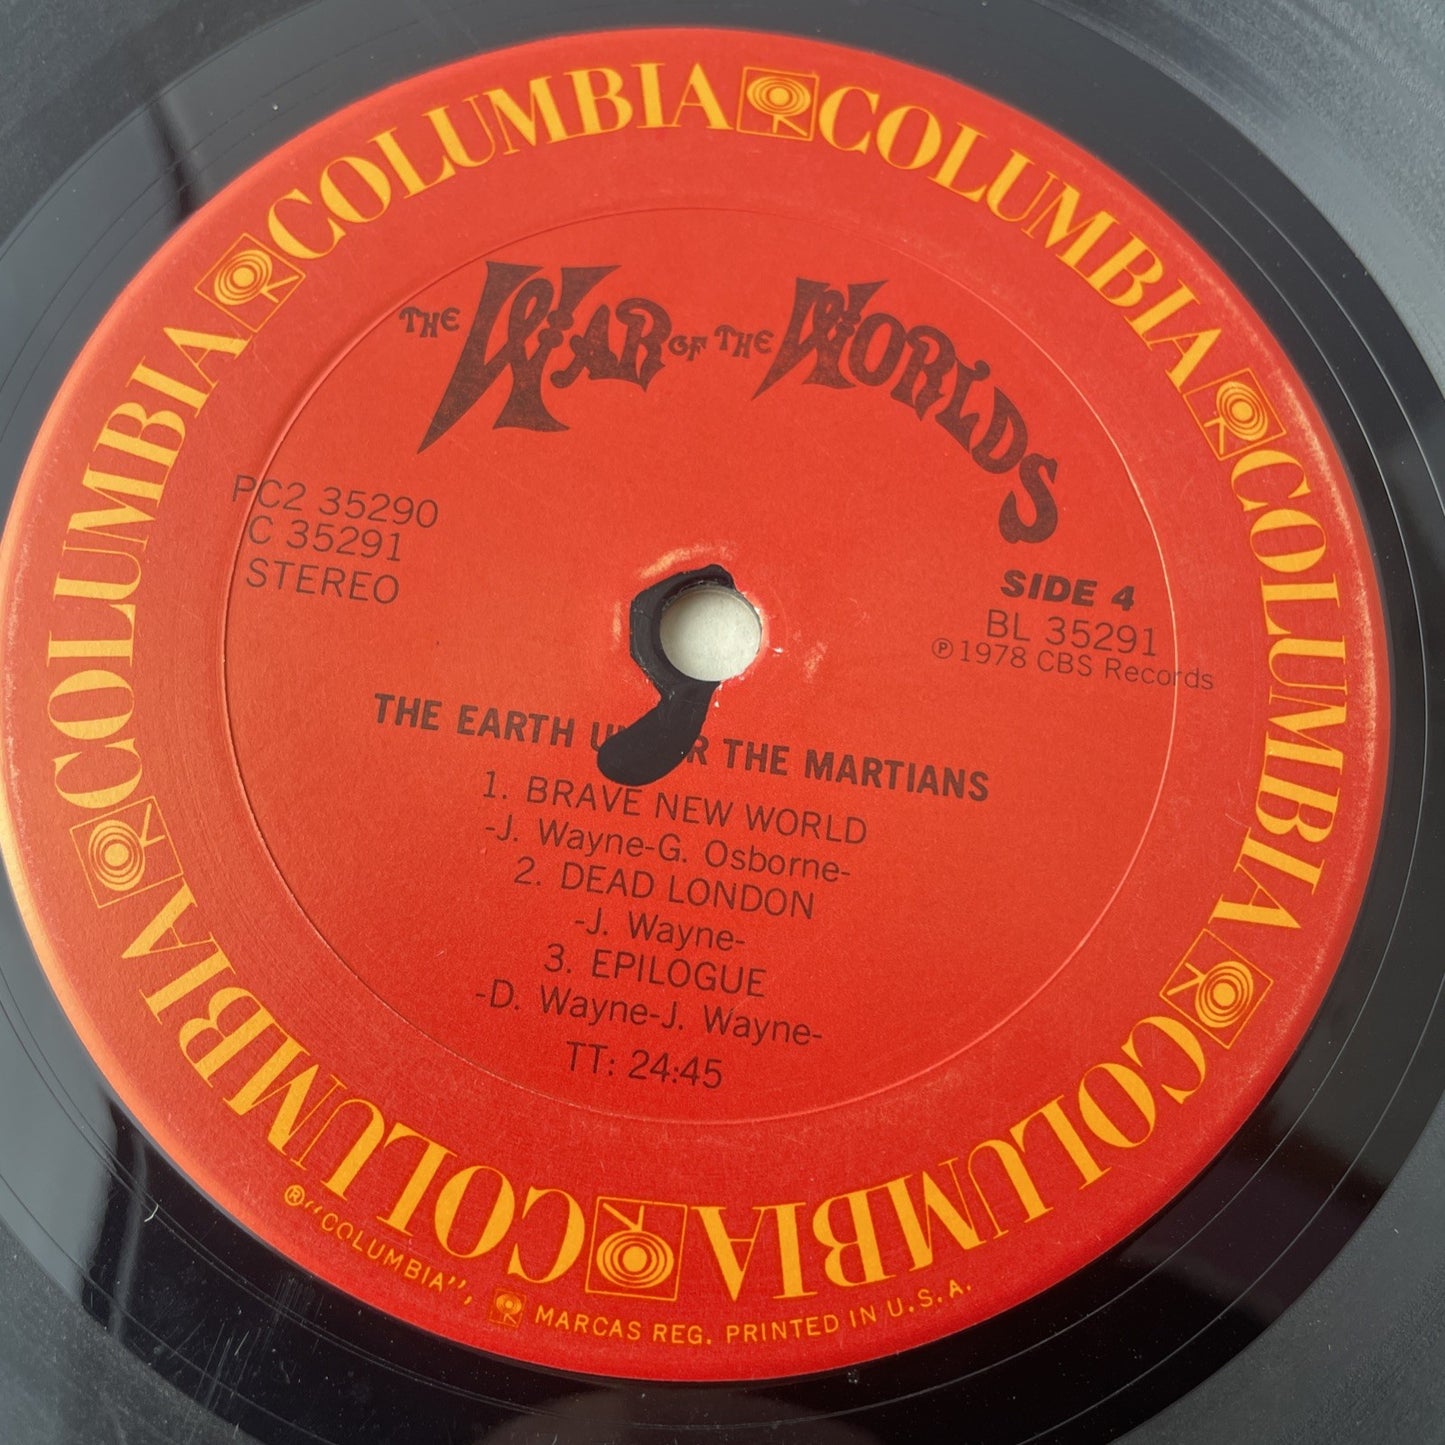 COLUMBIA COLUMBIA COLUMBIA COLUMBIA COLUMBIA COLUMBIA
THE WAR OF THE WORLDS
PC2 35290
C 35291
STEREO
SIDE 4
BL 35291
℗ 1978 CBS Records
THE EARTH THE MARTIANS
1. BRAVE NEW WORLD
-J. Wayne-G. Osborne-
2. DEAD LONDON
-J. Wayne-
3. EPILOGUE
-D. Wayne-J. Wayne-
TT: 24:45
® "COLUMBIA", MARCAS REG. PRINTED IN U.S.A.